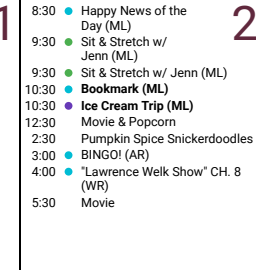 1
2
8:30 Happy News of the
Day (ML)
9:30 Sit & Stretch w/
Jenn (ML)
9:30 Sit & Stretch w/ Jenn (ML)
10:30 Bookmark (ML)
10:30 Ice Cream Trip (ML)
12:30 Movie & Popcorn
2:30 Pumpkin Spice Snickerdoodles
3:00 BINGO! (AR)
4:00 "Lawrence Welk Show" CH. 8
(WR)
5:30 Movie